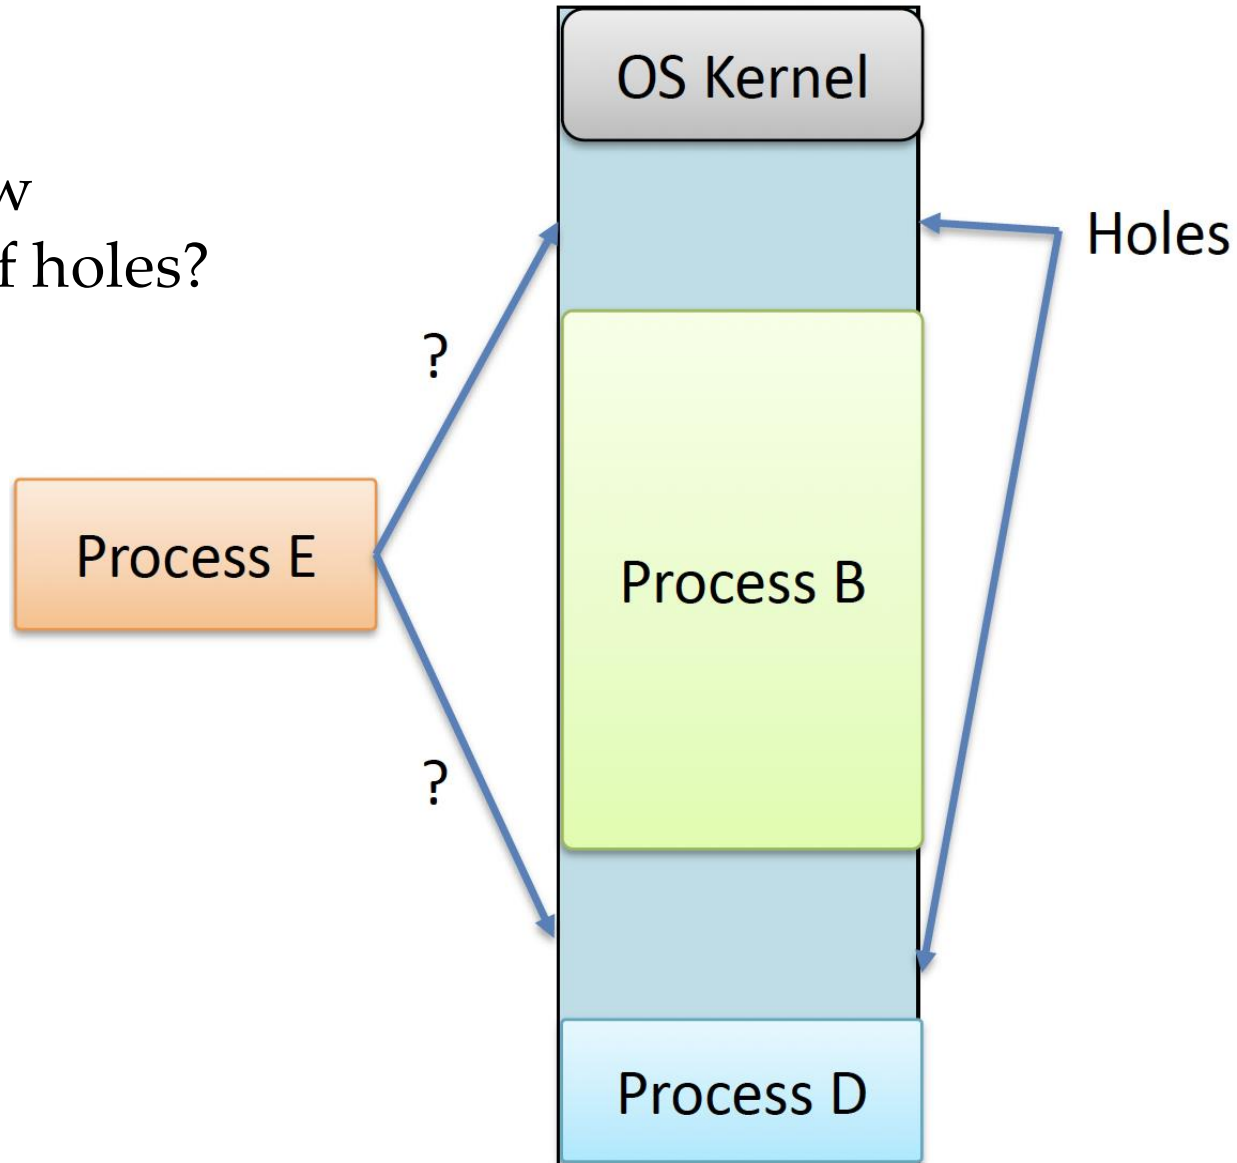 OS Kernel
w
f holes?
Holes
?
Process E
Process B
?
Process D